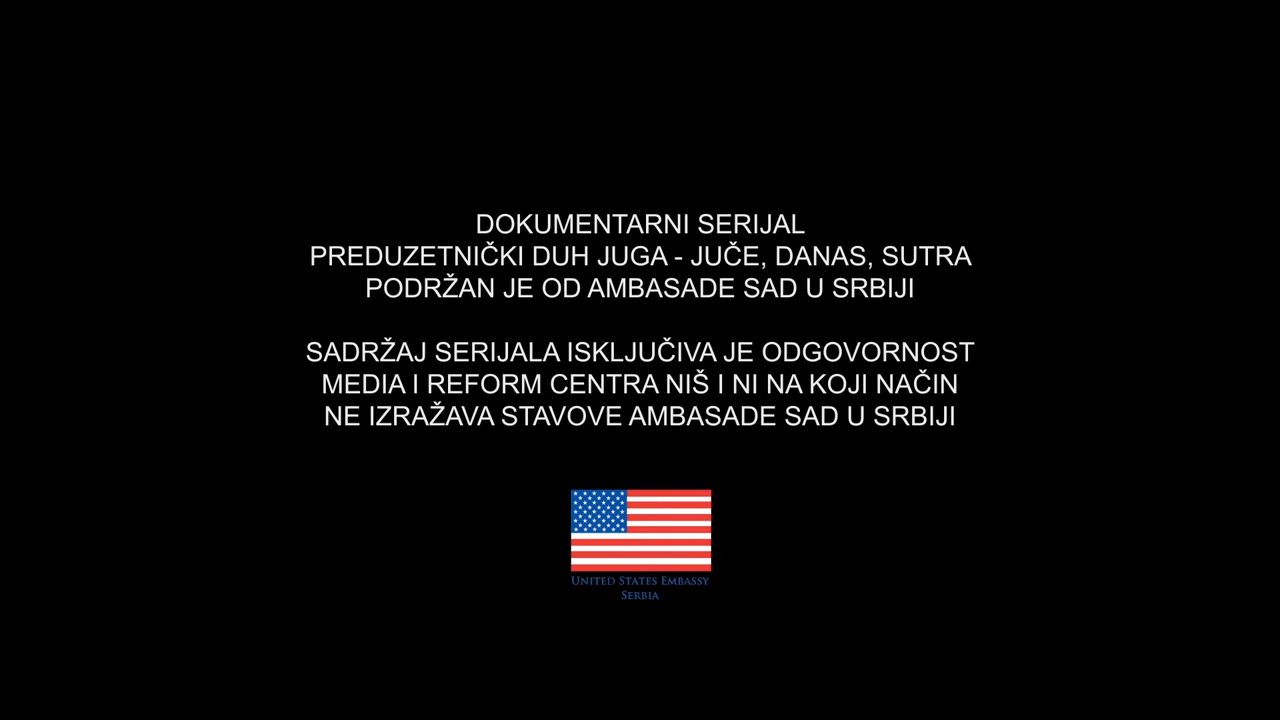 DOKUMENTARNI SERIJAL
PREDUZETNIČKI DUH JUGA - JUČE, DANAS, SUTRA
PODRŽAN JE OD AMBASADE SAD U SRBIJI
SADRŽAJ SERIJALA ISKLJUČIVA JE ODGOVORNOST
MEDIA I REFORM CENTRA NIŠ I NI NA KOJI NAČIN
NE IZRAŽAVA STAVOVE AMBASADE SAD U SRBIJI
UNITED STATES EMBASSY
SERBIA